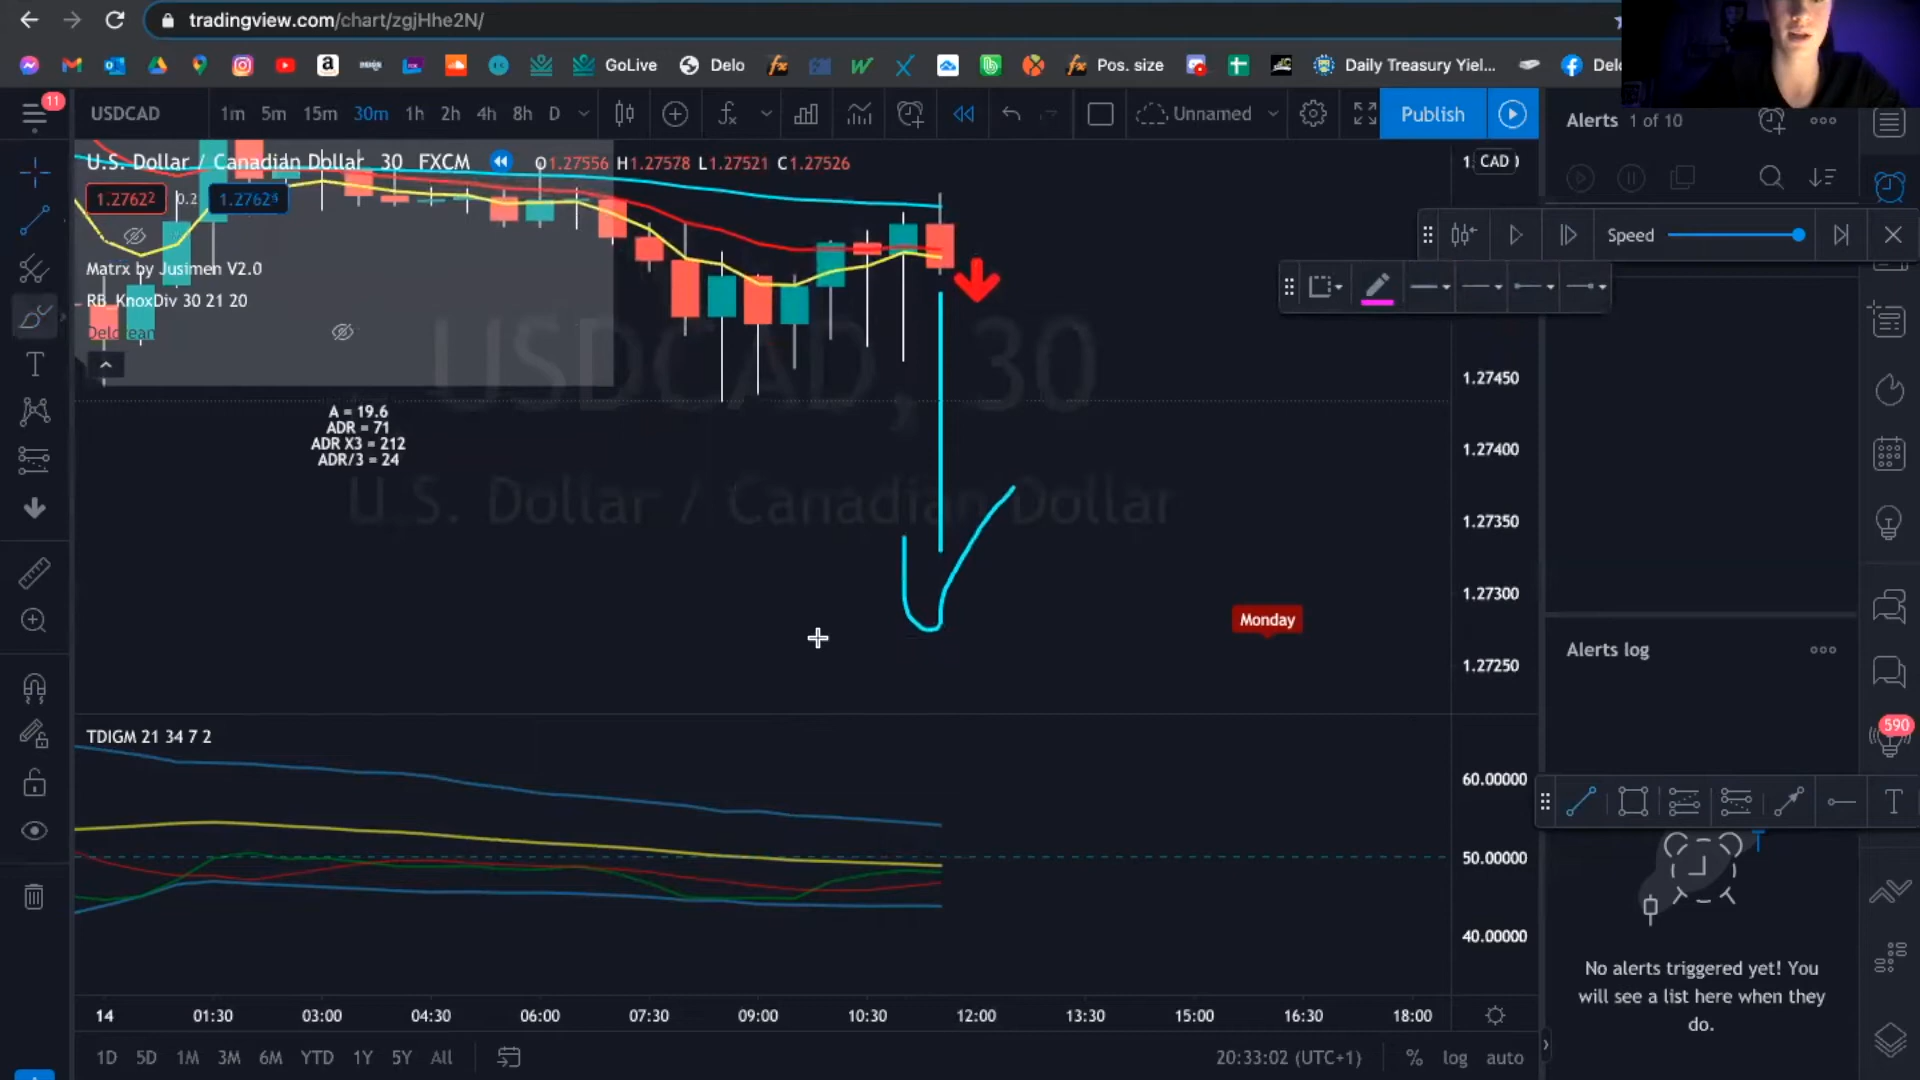 tradingview.com/chart/zgjHhe2N/
GoLive
Delo
Pos. size
Daily Treasury Yiel...
11
USDCAD
1m 5m 15m 30m 1h 2h 4h 8h D
Unnamed
Publish
Alerts 1 of 10
U.S. Dollar / Canadian Dollar 30 FXCM O1.27556 H1.27578 L1.27521 C1.27526
CAD
1.27622 0.2 1.27624
Speed
Matrx by Jusimen V2.0
RB_KnoxDiv 30 21 20
Delorean
USDCAD, 30
U.S. Dollar / Canadian Dollar
1.27450
A = 19.6
ADR = 71
ADR X3 = 212
ADR/3 = 24
1.27400
1.27350
1.27300
Monday
1.27250
Alerts log
TDIGM 21 34 7 2
590
60.00000
50.00000
40.00000
No alerts triggered yet! You
will see a list here when they
do.
14 01:30 03:00 04:30 06:00 07:30 09:00 10:30 12:00 13:30 15:00 16:30 18:00
1D 5D 1M 3M 6M YTD 1Y 5Y All
20:33:02 (UTC+1) % log auto